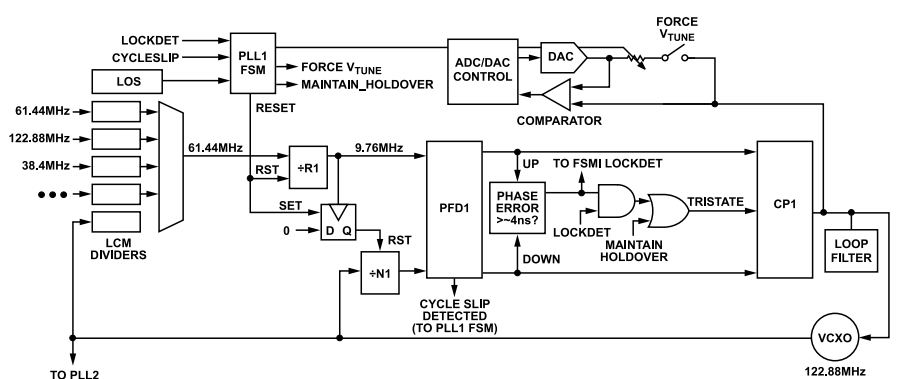 LOCKDET
CYCLESLIP
LOS
PLL1
FSM
FORCE VTUNE
MAINTAIN_HOLDOVER
RESET
ADC/DAC
CONTROL
DAC
FORCE
VTUNE
COMPARATOR
61.44MHz
122.88MHz
38.4MHz
LCM
DIVIDERS
61.44MHz
÷R1
RST
9.76MHz
SET
0
D Q
RST
÷N1
PFD1
UP
TO FSMI LOCKDET
PHASE
ERROR
>~4ns?
LOCKDET
MAINTAIN
HOLDOVER
TRISTATE
DOWN
CP1
LOOP
FILTER
CYCLE SLIP
DETECTED
(TO PLL1 FSM)
VCXO
122.88MHz
TO PLL2